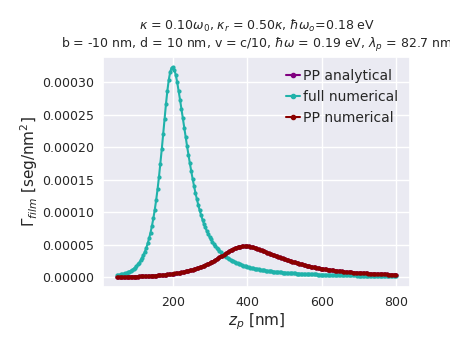 κ = 0.10ω₀, κᵣ = 0.50κ, ℏωₒ=0.18 eV
b = -10 nm, d = 10 nm, v = c/10, ℏω = 0.19 eV, λₚ = 82.7 nm
Γ_film [seg/nm²]
0.00030
0.00025
0.00020
0.00015
0.00010
0.00005
0.00000
PP analytical
full numerical
PP numerical
200 400 600 800
zₚ [nm]